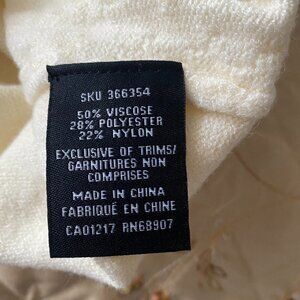 SKU 366354
50% VISCOSE
28% POLYESTER
22% NYLON
EXCLUSIVE OF TRIMS/
GARNITURES NON
COMPRISES
MADE IN CHINA
FABRIQUÉ EN CHINE
CA01217 RN68907